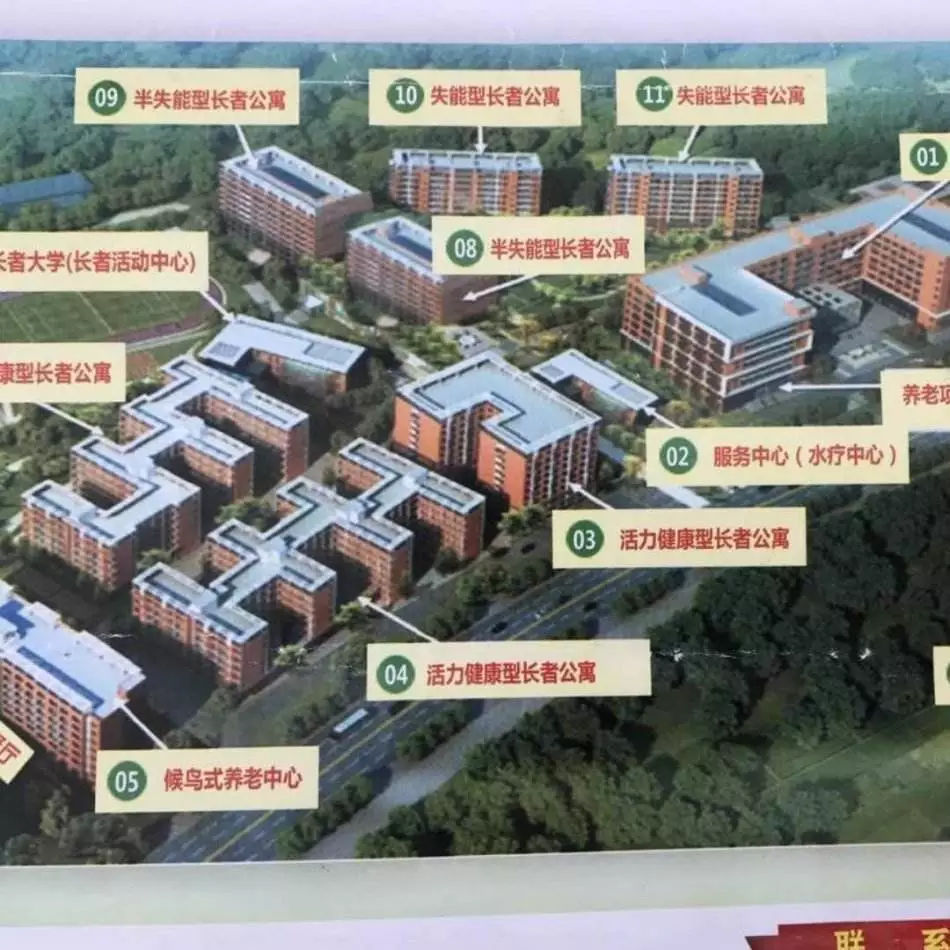 09 半失能型长者公寓
10 失能型长者公寓
11 失能型长者公寓
01
08 半失能型长者公寓
长者大学(长者活动中心)
康型长者公寓
养老项
02 服务中心（水疗中心）
03 活力健康型长者公寓
04 活力健康型长者公寓
05 候鸟式养老中心
厅
联系